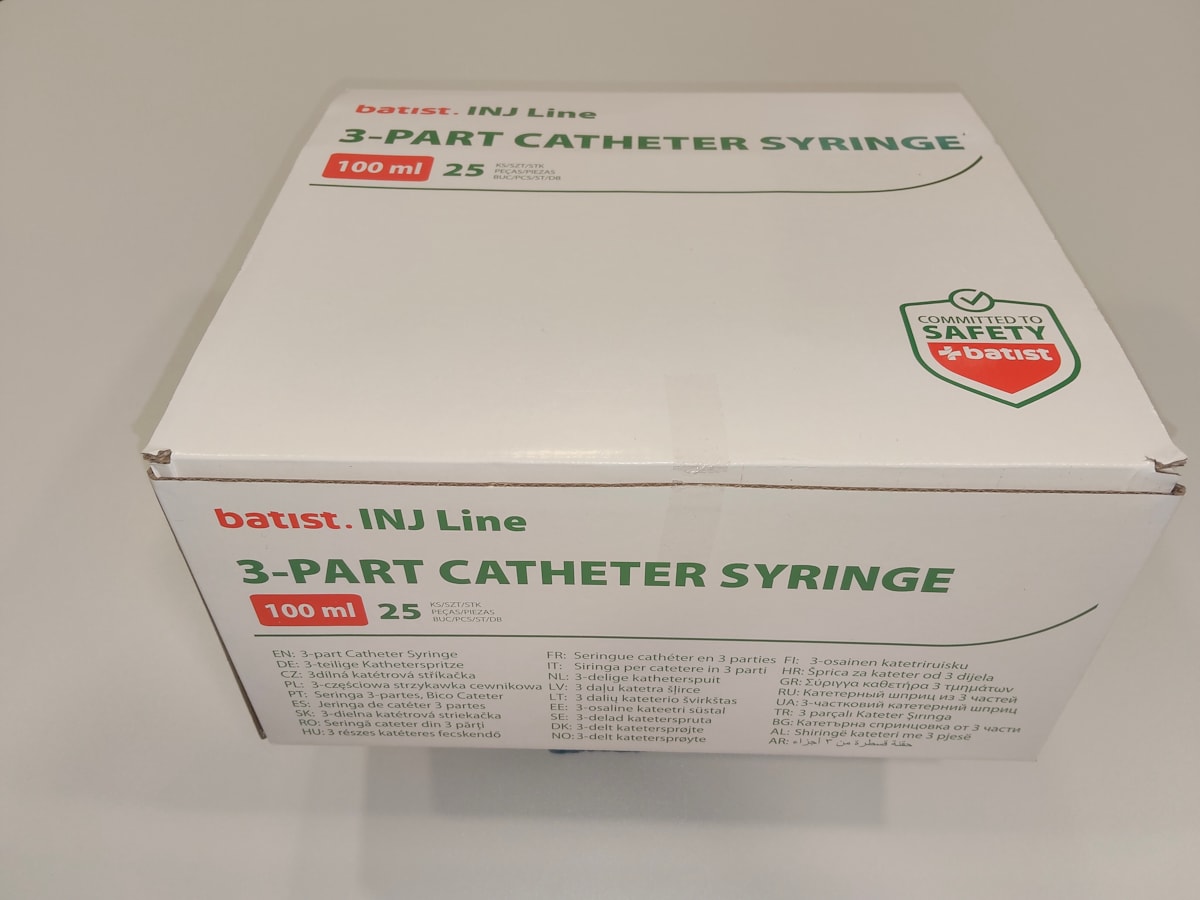 batist. INJ Line
3-PART CATHETER SYRINGE
100 ml 25 KS/SZT/STK
PEÇAS/PIEZAS
BUC/PCS/ST/DB
COMMITTED TO
SAFETY
batist
batist. INJ Line
3-PART CATHETER SYRINGE
100 ml 25 KS/SZT/STK
PEÇAS/PIEZAS
BUC/PCS/ST/DB
EN: 3-part Catheter Syringe
DE: 3-teilige Katheterspritze
CZ: 3dílná katétrová stříkačka
PL: 3-częściowa strzykawka cewnikowa
PT: Seringa 3-partes, Bico Cateter
ES: Jeringa de catéter 3 partes
SK: 3-dielna katétrová striekačka
RO: Seringă cateter din 3 părți
HU: 3 részes katéteres fecskendő
FR: Seringue cathéter en 3 parties
IT: Siringa per catetere in 3 parti
NL: 3-delige katheterspuit
LV: 3 daļu katetra šļirce
LT: 3 dalių kateterio švirkštas
EE: 3-osaline kateetri süstal
SE: 3-delad kateterspruta
DK: 3-delt katetersprøjte
NO: 3-delt katetersprøyte
FI: 3-osainen katetriruisku
HR: Šprica za kateter od 3 dijela
GR: Σύριγγα καθετήρα 3 τμημάτων
RU: Катетерный шприц из 3 частей
UA: 3-частковий катетерний шприц
TR: 3 parçalı Kateter Şırınga
BG: Катетърна спринцовка от 3 части
AL: Shiringë kateteri me 3 pjesë
AR: حقنة قسطرة من ٣ أجزاء